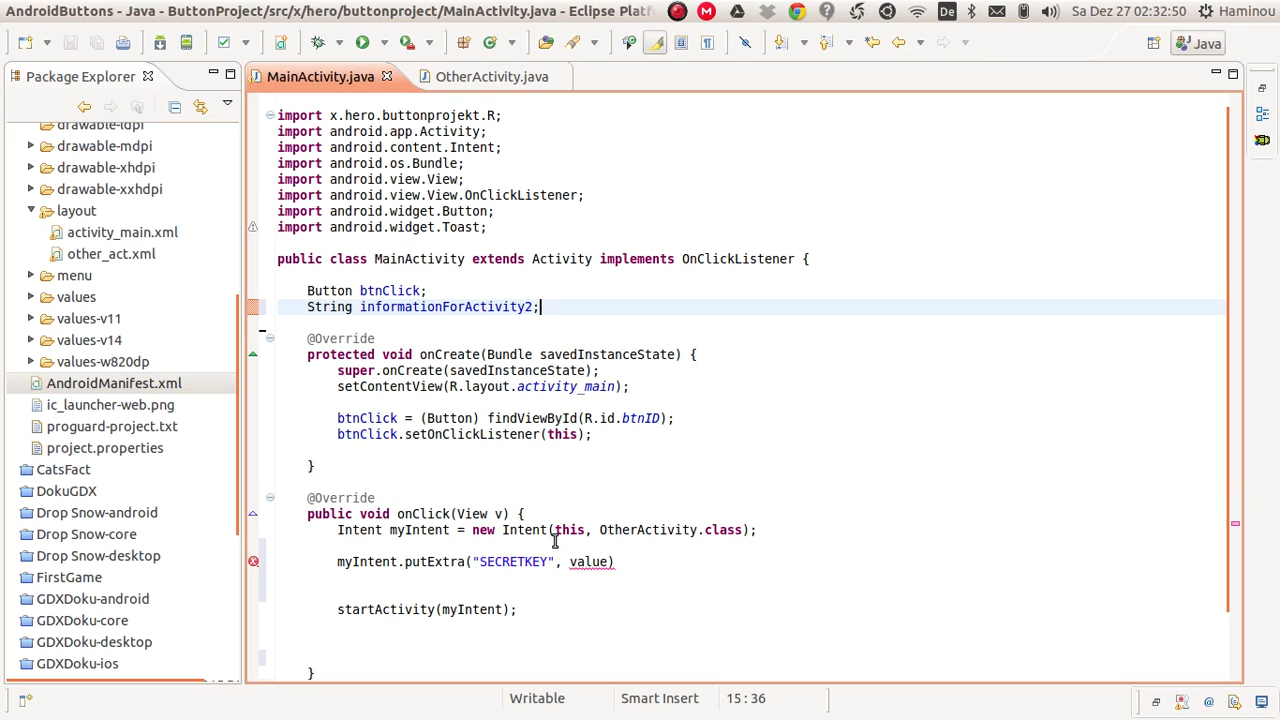 AndroidButtons - Java - ButtonProject/src/x/hero/buttonproject/MainActivity.java - Eclipse Platf
De
Sa Dez 27 02:32:50
Haminou
Java
Package Explorer
MainActivity.java
OtherActivity.java
drawable-ldpi
drawable-mdpi
drawable-xhdpi
drawable-xxhdpi
layout
activity_main.xml
other_act.xml
menu
values
values-v11
values-v14
values-w820dp
AndroidManifest.xml
ic_launcher-web.png
proguard-project.txt
project.properties
CatsFact
DokuGDX
Drop Snow-android
Drop Snow-core
Drop Snow-desktop
FirstGame
GDXDoku-android
GDXDoku-core
GDXDoku-desktop
GDXDoku-ios
import x.hero.buttonprojekt.R;
import android.app.Activity;
import android.content.Intent;
import android.os.Bundle;
import android.view.View;
import android.view.View.OnClickListener;
import android.widget.Button;
import android.widget.Toast;
public class MainActivity extends Activity implements OnClickListener {
Button btnClick;
String informationForActivity2;
@Override
protected void onCreate(Bundle savedInstanceState) {
super.onCreate(savedInstanceState);
setContentView(R.layout.activity_main);
btnClick = (Button) findViewById(R.id.btnID);
btnClick.setOnClickListener(this);
}
@Override
public void onClick(View v) {
Intent myIntent = new Intent(this, OtherActivity.class);
myIntent.putExtra("SECRETKEY", value)
startActivity(myIntent);
}
Writable
Smart Insert
15 : 36